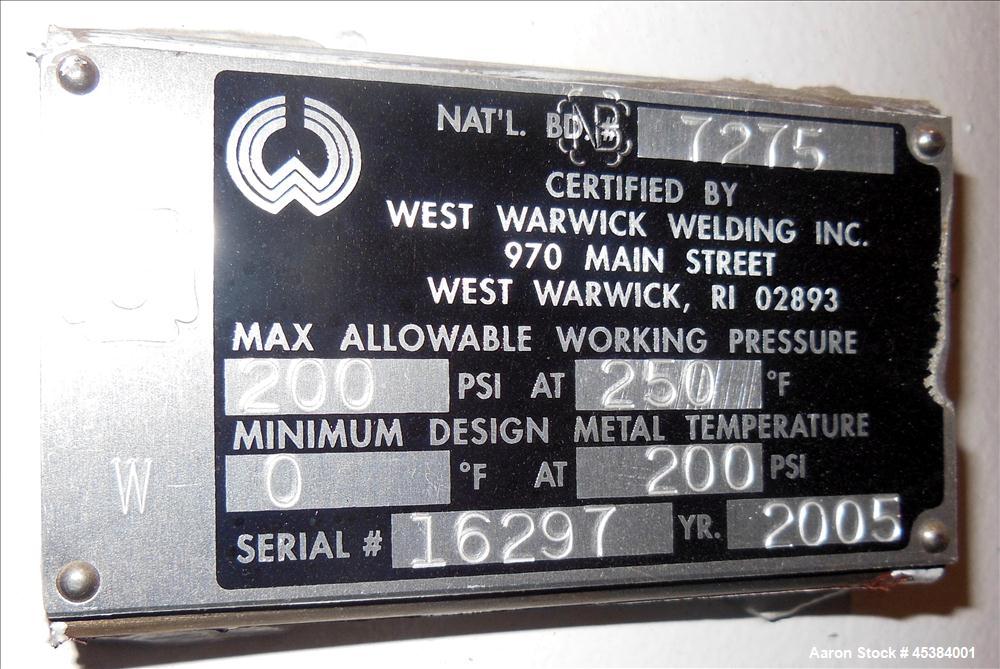 NAT'L. BD. # 7275
NB
CERTIFIED BY
WEST WARWICK WELDING INC.
970 MAIN STREET
WEST WARWICK, RI 02893
MAX ALLOWABLE WORKING PRESSURE
200 PSI AT 250 °F
MINIMUM DESIGN METAL TEMPERATURE
W 0 °F AT 200 PSI
SERIAL # 16297 YR. 2005
Aaron Stock # 45384001